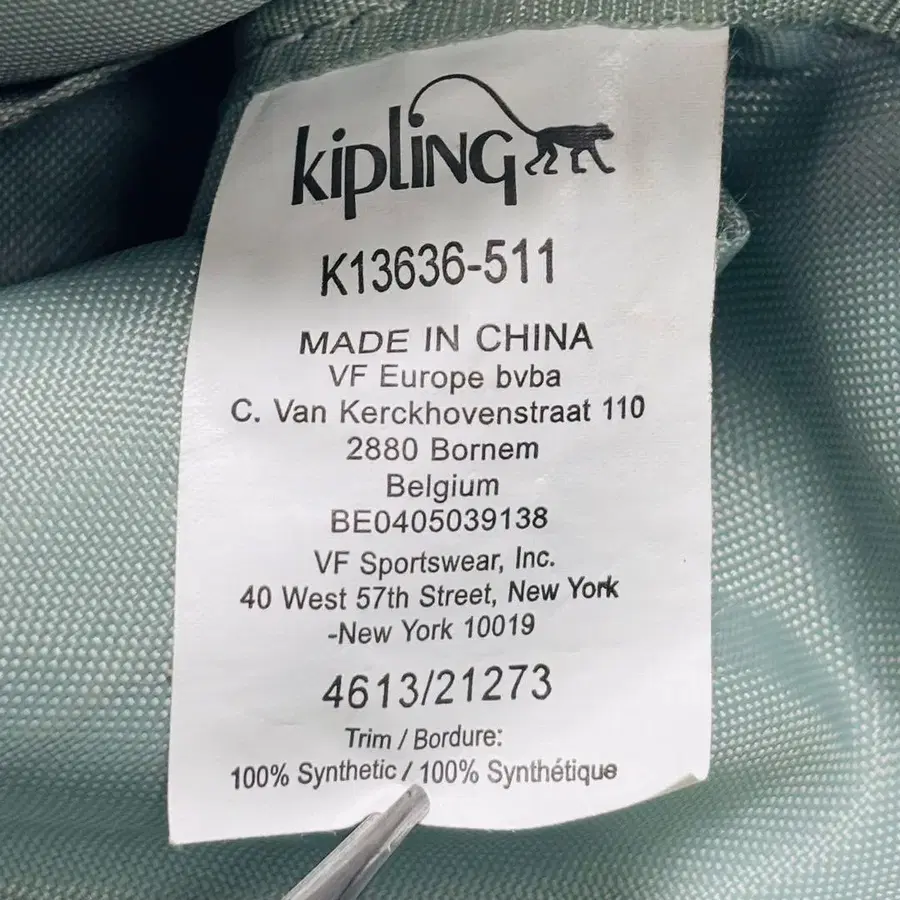 kipling
K13636-511
MADE IN CHINA
VF Europe bvba
C. Van Kerckhovenstraat 110
2880 Bornem
Belgium
BE0405039138
VF Sportswear, Inc.
40 West 57th Street, New York
-New York 10019
4613/21273
Trim / Bordure:
100% Synthetic / 100% Synthétique